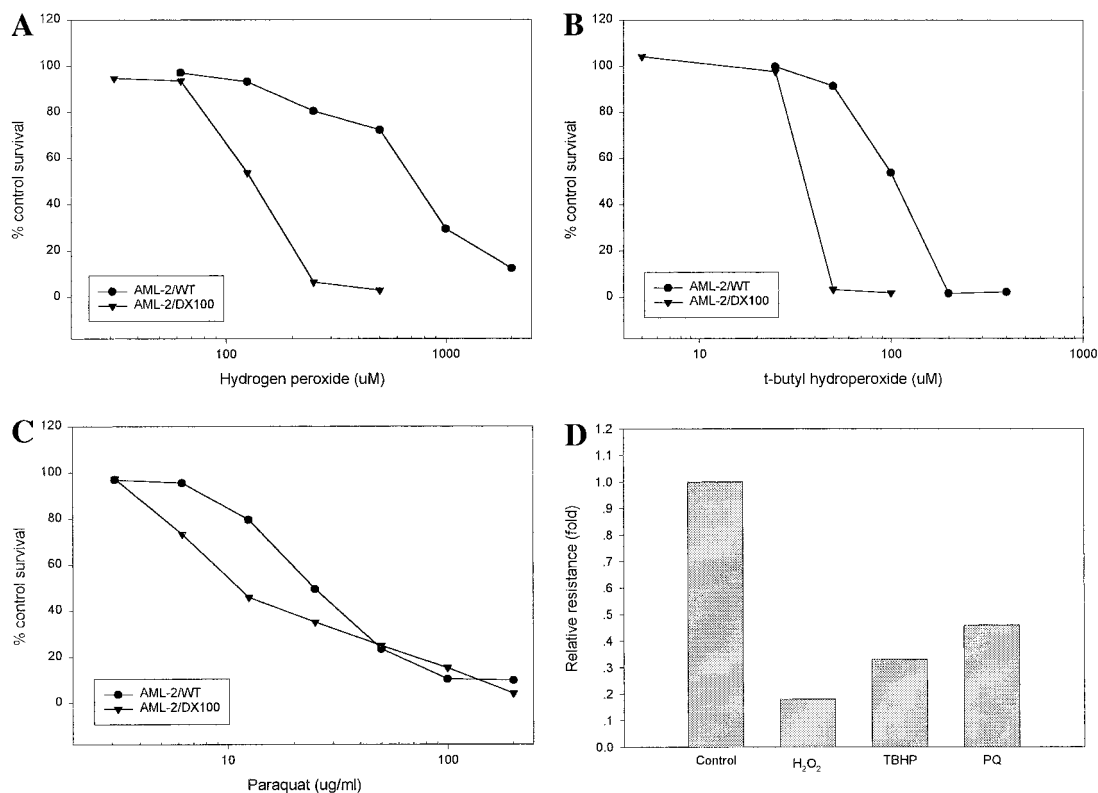 A
120
100
80
60
40
20
0
% control survival
AML-2/WT
AML-2/DX100
100
1000
Hydrogen peroxide (uM)
B
120
100
80
60
40
20
0
% control survival
AML-2/WT
AML-2/DX100
10
100
1000
t-butyl hydroperoxide (uM)
C
120
100
80
60
40
20
0
% control survival
AML-2/WT
AML-2/DX100
10
100
Paraquat (ug/ml)
D
1.2
1.1
1.0
.9
.8
.7
.6
.5
.4
.3
.2
.1
0.0
Relative resistance (fold)
Control
H₂O₂
TBHP
PQ